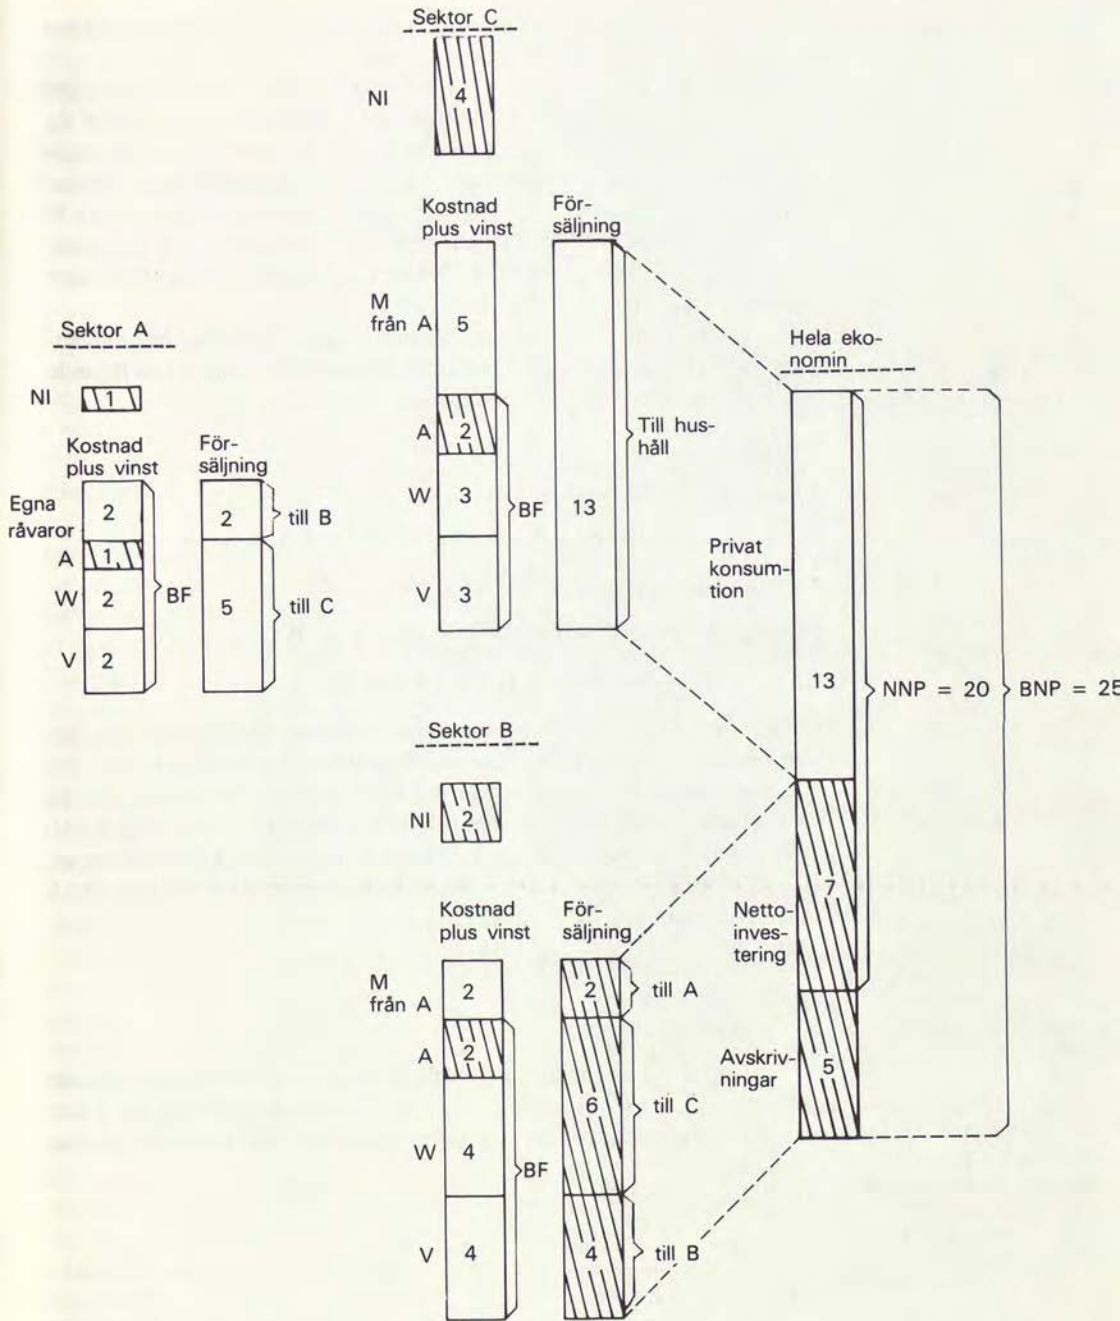 Sektor C
NI
4
Kostnad
plus vinst
För-
säljning
M
från A
5
A
2
W
3
V
3
BF
13
Till hus-
håll
Sektor A
NI
1
Kostnad
plus vinst
För-
säljning
Egna
råvaror
2
A
1
W
2
V
2
BF
2
till B
5
till C
Sektor B
NI
2
Kostnad
plus vinst
För-
säljning
M
från A
2
A
2
W
4
V
4
BF
2
till A
6
till C
4
till B
Hela eko-
nomin
Privat
konsum-
tion
13
Netto-
inves-
tering
7
Avskriv-
ningar
5
NNP = 20
BNP = 25